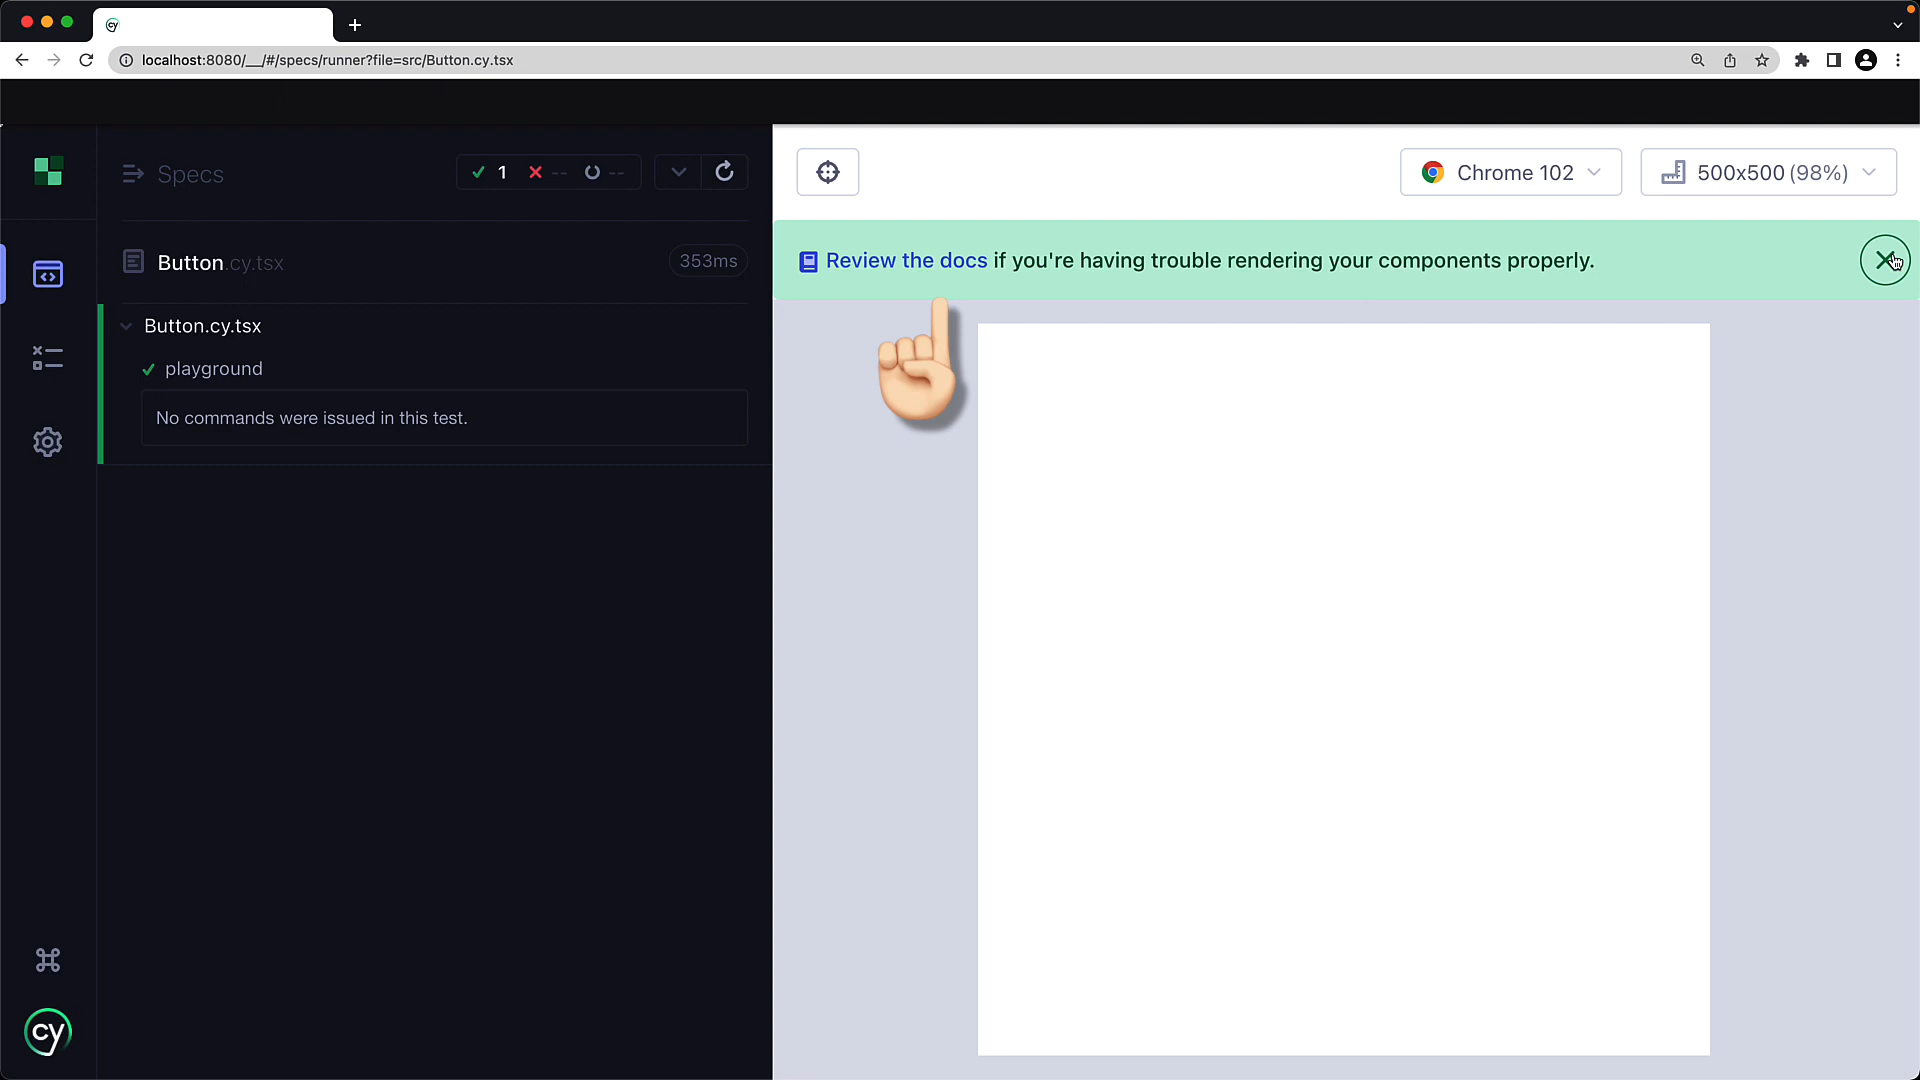 cy
localhost:8080/__/#/specs/runner?file=src/Button.cy.tsx
Specs
1 -- --
Chrome 102
500x500 (98%)
Button.cy.tsx
353ms
Review the docs if you're having trouble rendering your components properly.
Button.cy.tsx
playground
No commands were issued in this test.
cy